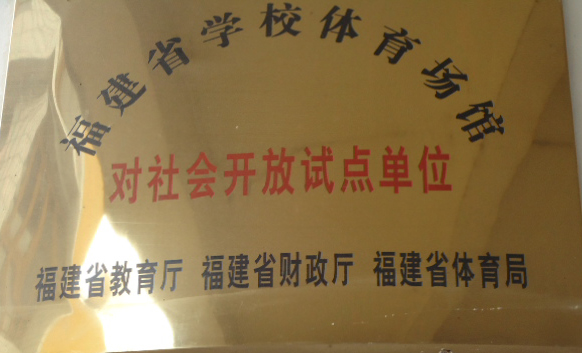 福建省学校体育场馆
对社会开放试点单位
福建省教育厅 福建省财政厅 福建省体育局